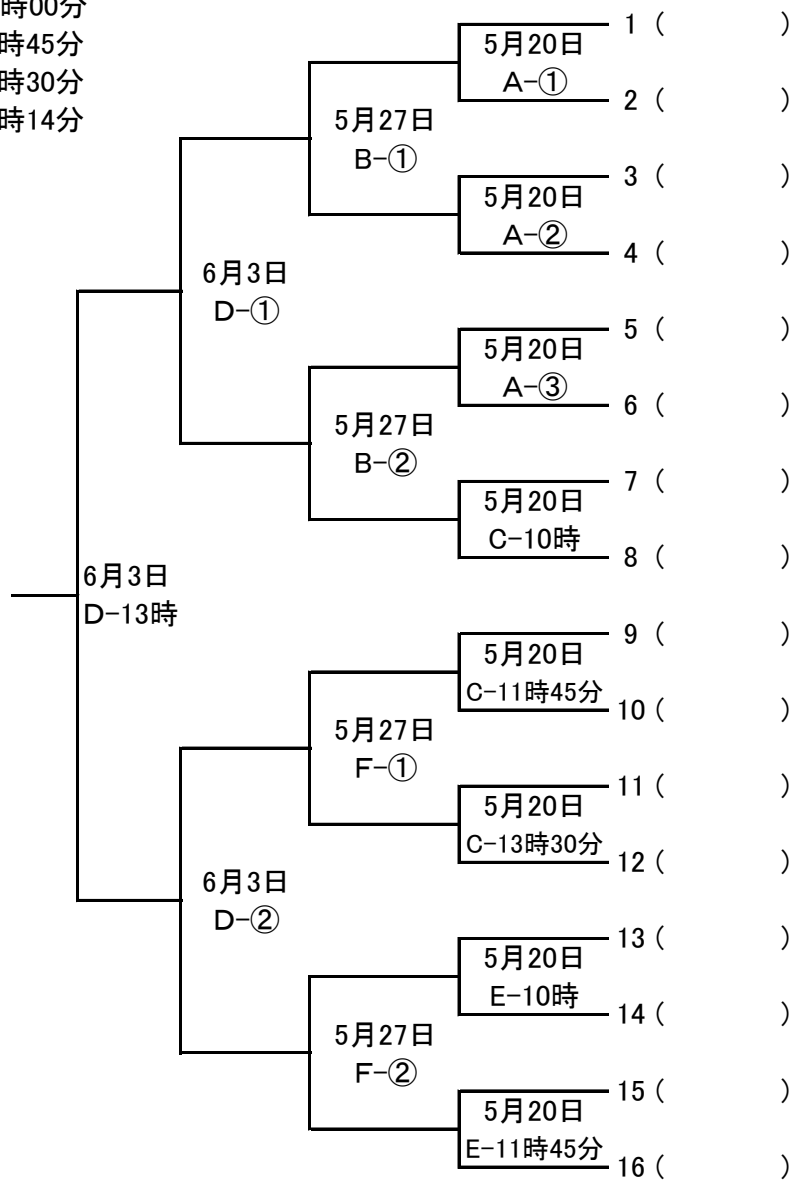 時00分
時45分
時30分
時14分
1 (　　　)
5月20日
A-①
2 (　　　)
5月27日
B-①
3 (　　　)
5月20日
A-②
4 (　　　)
6月3日
D-①
5 (　　　)
5月20日
A-③
6 (　　　)
5月27日
B-②
7 (　　　)
5月20日
C-10時
8 (　　　)
6月3日
D-13時
9 (　　　)
5月20日
C-11時45分
10 (　　　)
5月27日
F-①
11 (　　　)
5月20日
C-13時30分
12 (　　　)
6月3日
D-②
13 (　　　)
5月20日
E-10時
14 (　　　)
5月27日
F-②
15 (　　　)
5月20日
E-11時45分
16 (　　　)